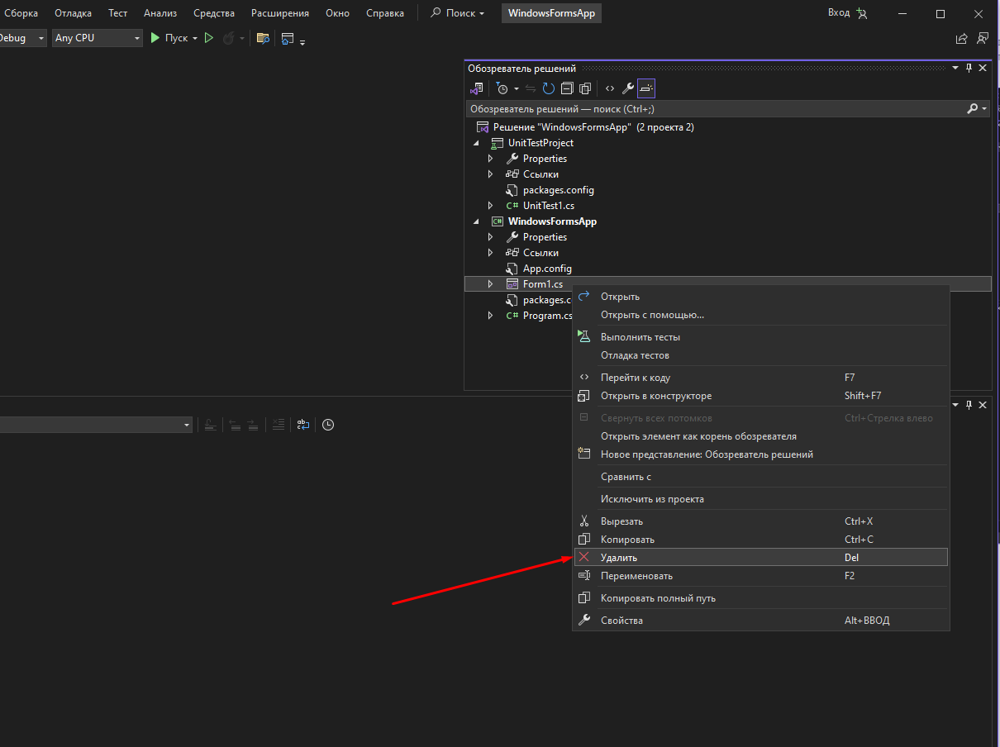 Сборка Отладка Тест Анализ Средства Расширения Окно Справка Поиск WindowsFormsApp Вход
Debug Any CPU Пуск
Обозреватель решений
Обозреватель решений — поиск (Ctrl+;)
Решение "WindowsFormsApp" (2 проекта 2)
UnitTestProject
Properties
Ссылки
packages.config
C# UnitTest1.cs
C# WindowsFormsApp
Properties
Ссылки
App.config
Form1.cs
packages.c
C# Program.cs
Открыть
Открыть с помощью...
Выполнить тесты
Отладка тестов
Перейти к коду F7
Открыть в конструкторе Shift+F7
Свернуть всех потомков Ctrl+Стрелка влево
Открыть элемент как корень обозревателя
Новое представление: Обозреватель решений
Сравнить с
Исключить из проекта
Вырезать Ctrl+X
Копировать Ctrl+C
Удалить Del
Переименовать F2
Копировать полный путь
Свойства Alt+ВВОД